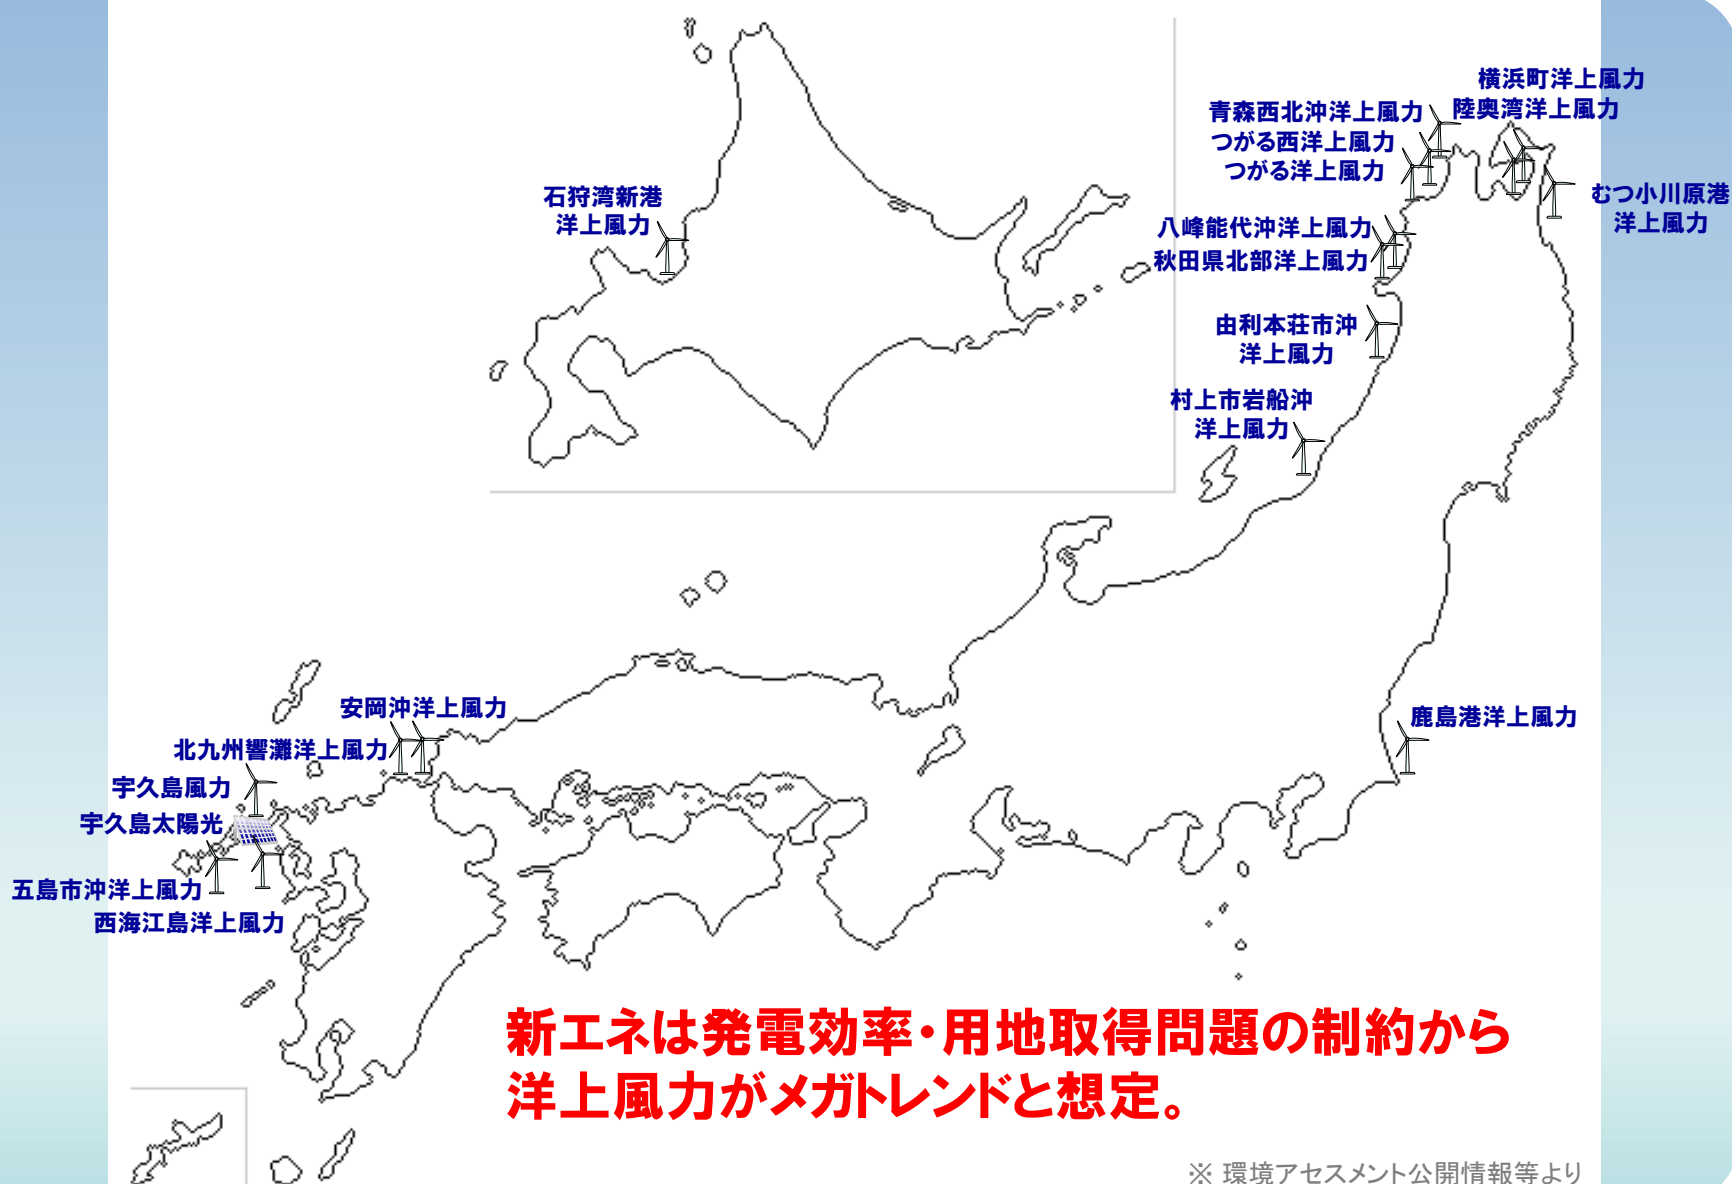 横浜町洋上風力
青森西北沖洋上風力
陸奥湾洋上風力
つがる西洋上風力
つがる洋上風力
むつ小川原港
洋上風力
石狩湾新港
洋上風力
八峰能代沖洋上風力
秋田県北部洋上風力
由利本荘市沖
洋上風力
村上市岩船沖
洋上風力
安岡沖洋上風力
鹿島港洋上風力
北九州響灘洋上風力
宇久島風力
宇久島太陽光
五島市沖洋上風力
西海江島洋上風力
新エネは発電効率・用地取得問題の制約から
洋上風力がメガトレンドと想定。
※ 環境アセスメント公開情報等より